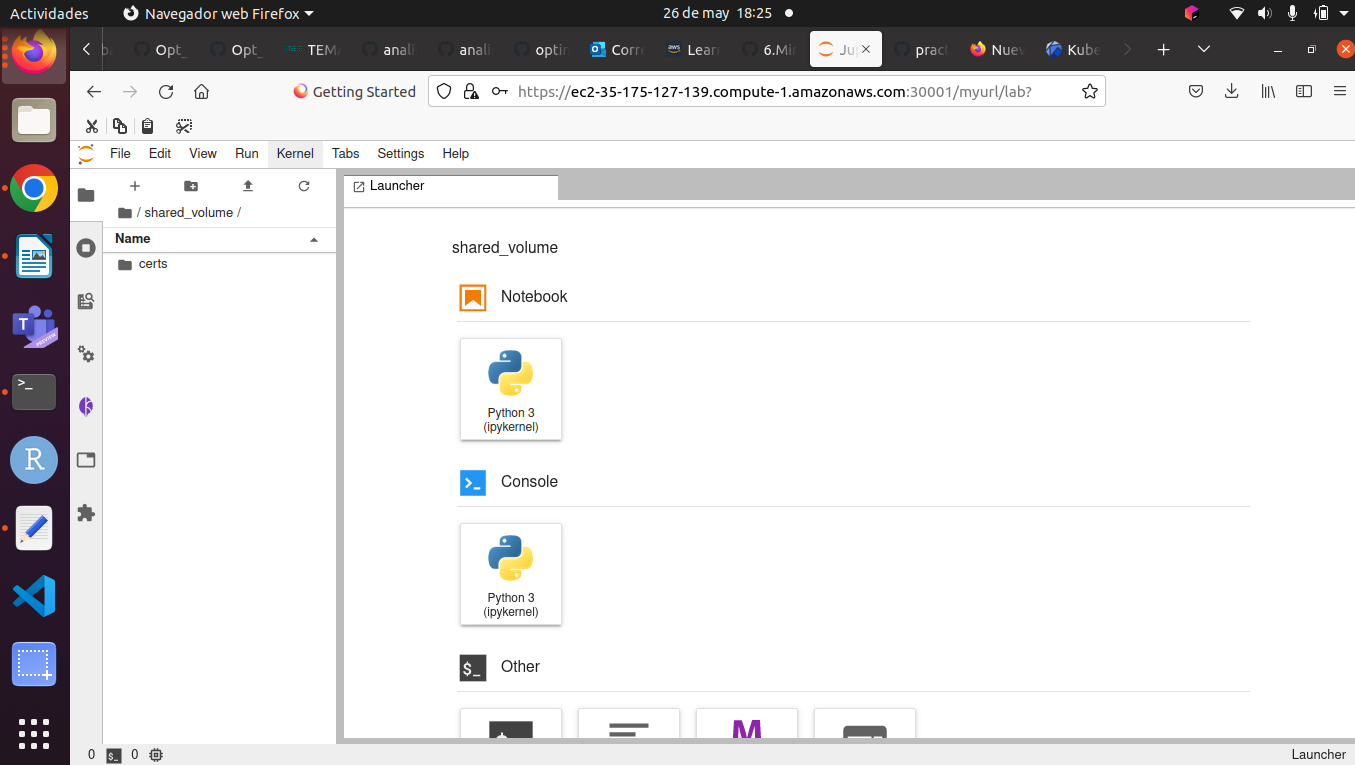 Actividades Navegador web Firefox 26 de may 18:25
Opt_ Opt_ TEMA anali anali optir Corre Learn 6.Min Jup pract Nuev Kube
Getting Started https://ec2-35-175-127-139.compute-1.amazonaws.com:30001/myurl/lab?
File Edit View Run Kernel Tabs Settings Help
Launcher
/ shared_volume /
Name
certs
shared_volume
Notebook
Python 3
(ipykernel)
Console
Python 3
(ipykernel)
$_ Other
M
0 $_ 0 Launcher